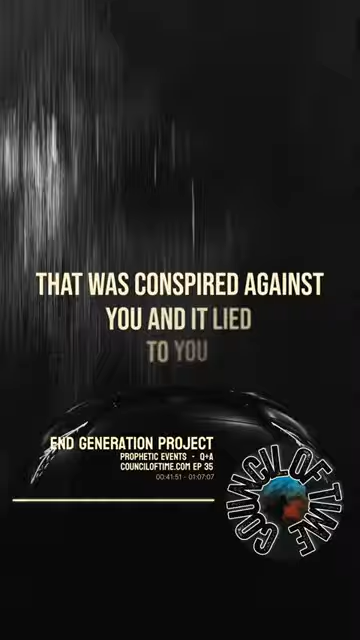 THAT WAS CONSPIRED AGAINST
YOU AND IT LIED
TO YOU
END GENERATION PROJECT
PROPHETIC EVENTS - Q+A
COUNCILOFTIME.COM EP 35
00:41:51 - 01:07:07
COUNCIL OF TIME